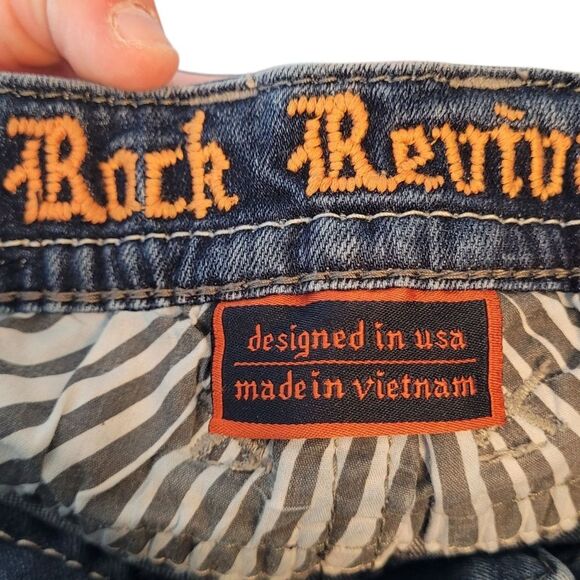 Rock Reviv
designed in usa
made in vietnam